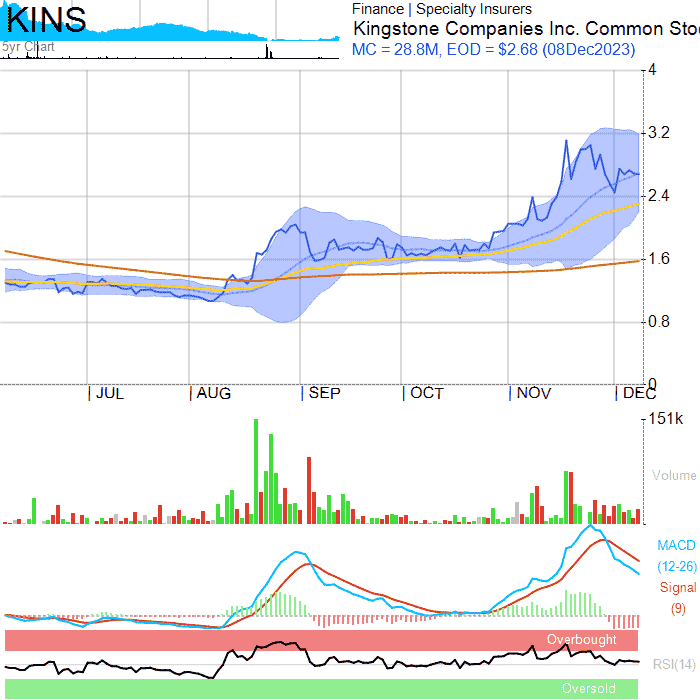 KINS
5yr Chart
Finance | Specialty Insurers
Kingstone Companies Inc. Common Sto
MC = 28.8M, EOD = $2.68 (08Dec2023)
4
3.2
2.4
1.6
0.8
0
JUL AUG SEP OCT NOV DEC
151k
Volume
MACD
(12-26)
Signal
(9)
Overbought
RSI(14)
Oversold